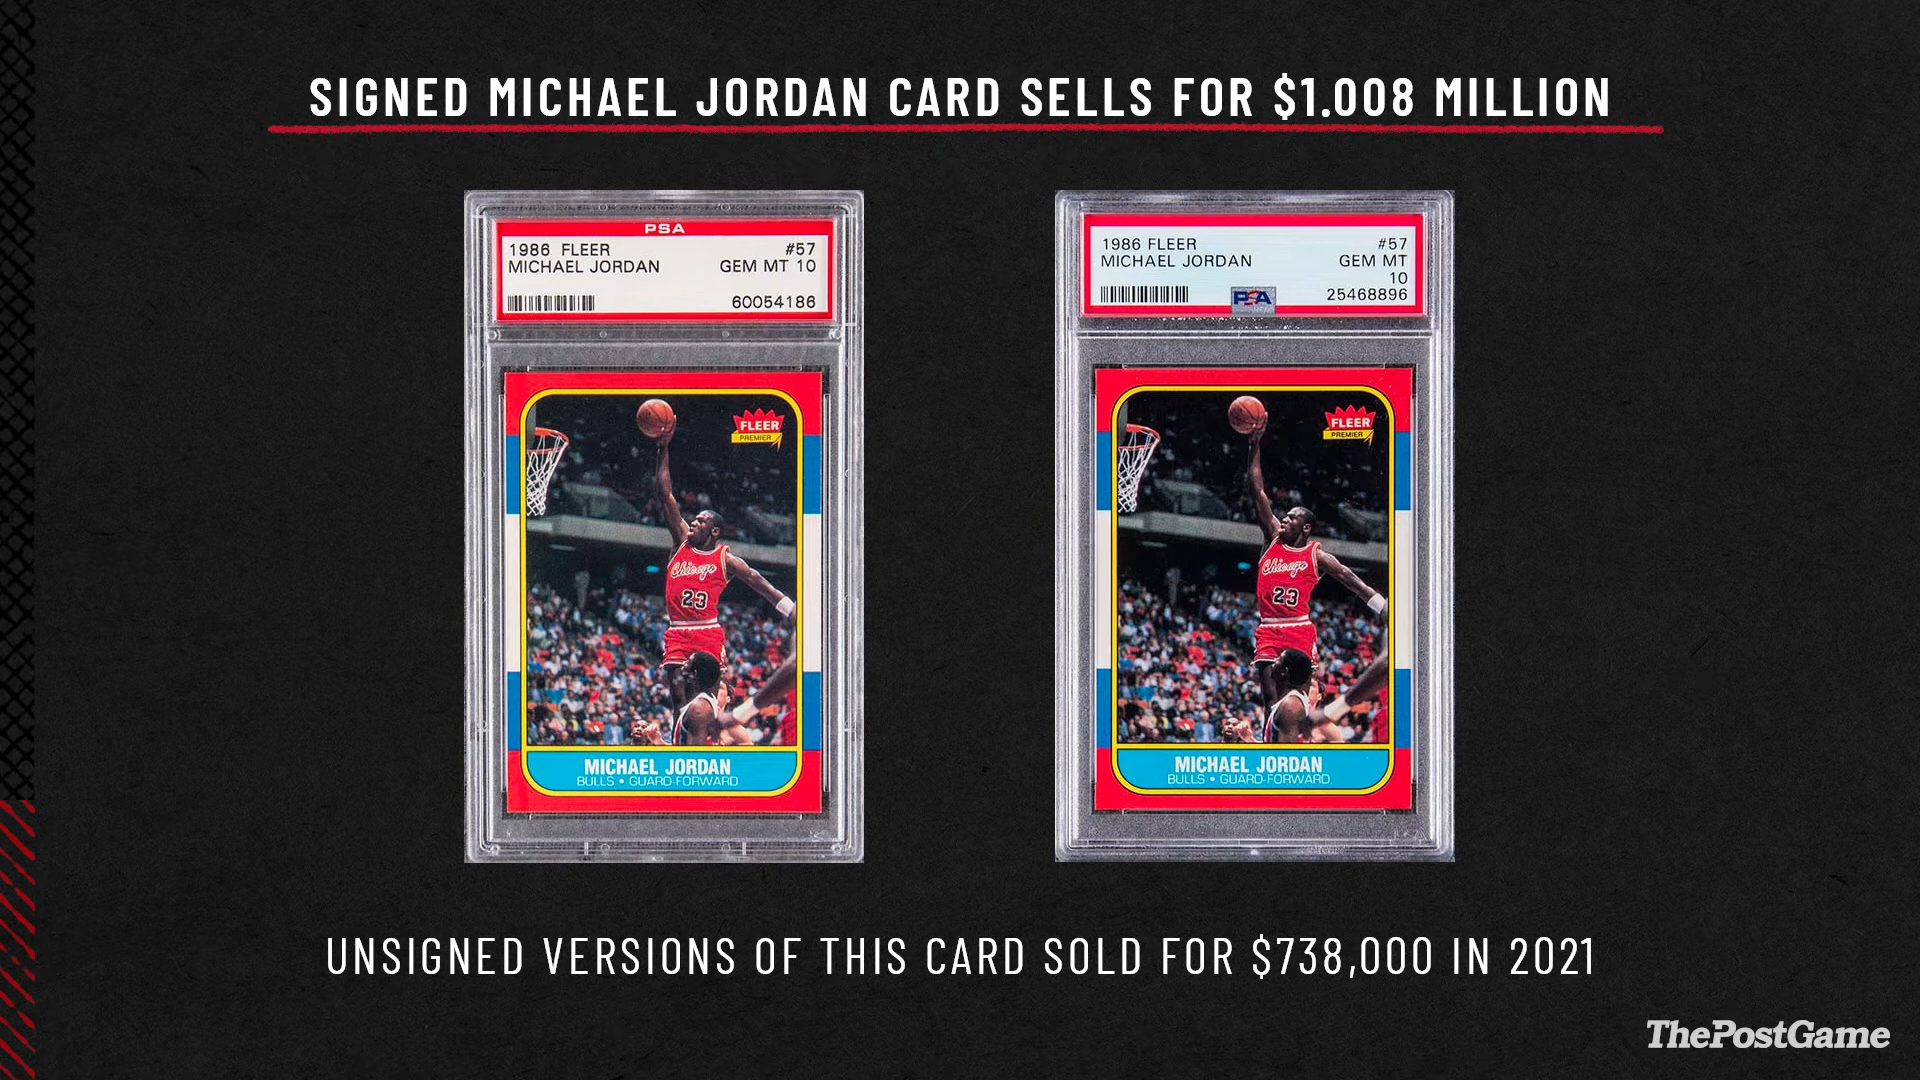 SIGNED MICHAEL JORDAN CARD SELLS FOR $1.008 MILLION
PSA
1986 FLEER #57
MICHAEL JORDAN GEM MT 10
60054186
FLEER
PREMIER
Chicago
23
MICHAEL JORDAN
BULLS • GUARD-FORWARD
1986 FLEER #57
MICHAEL JORDAN GEM MT
10
PSA 25468896
FLEER
PREMIER
Chicago
23
MICHAEL JORDAN
BULLS • GUARD-FORWARD
UNSIGNED VERSIONS OF THIS CARD SOLD FOR $738,000 IN 2021
ThePostGame